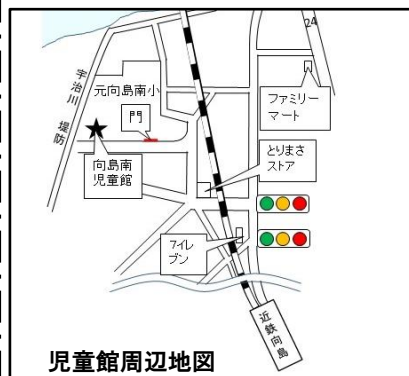 24
宇治川
堤防
元向島南小
門
ファミリー
マート
向島南
児童館
とりまさ
ストア
7イレ
ブン
近鉄向島
児童館周辺地図